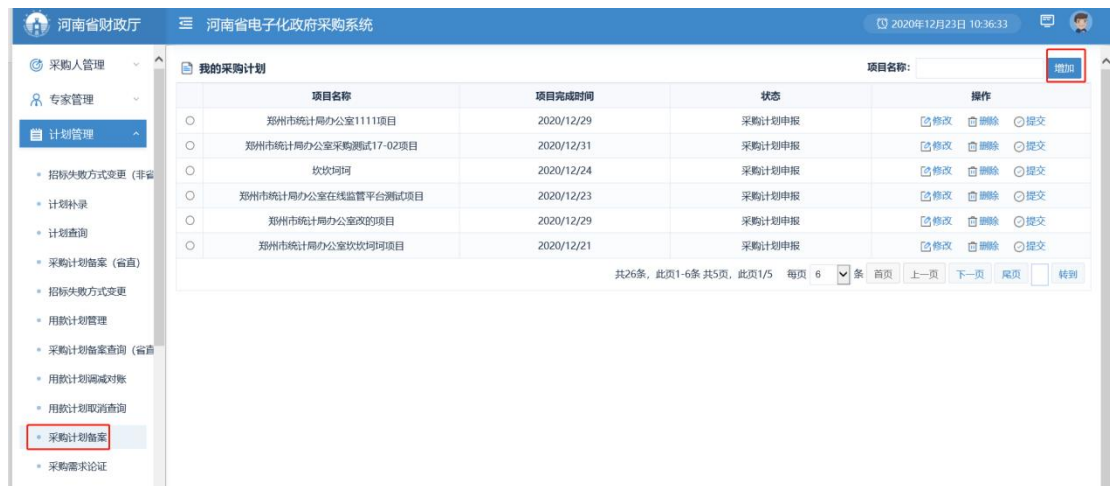 河南省财政厅
河南省电子化政府采购系统
2020年12月23日 10:36:33
采购人管理
专家管理
计划管理
招标失败方式变更（非省
计划补录
计划查询
采购计划备案（省直）
招标失败方式变更
用款计划管理
采购计划备案查询（省直
用款计划调减对账
用款计划取消查询
采购计划备案
采购需求论证
我的采购计划
项目名称：
增加
项目名称 项目完成时间 状态 操作
郑州市统计局办公室1111项目 2020/12/29 采购计划申报 修改 删除 提交
郑州市统计局办公室采购测试17-02项目 2020/12/31 采购计划申报 修改 删除 提交
坎坎坷坷 2020/12/24 采购计划申报 修改 删除 提交
郑州市统计局办公室在线监管平台测试项目 2020/12/23 采购计划申报 修改 删除 提交
郑州市统计局办公室改的项目 2020/12/29 采购计划申报 修改 删除 提交
郑州市统计局办公室坎坎坷坷项目 2020/12/21 采购计划申报 修改 删除 提交
共26条，此页1-6条 共5页，此页1/5 每页 6 条 首页 上一页 下一页 尾页 转到